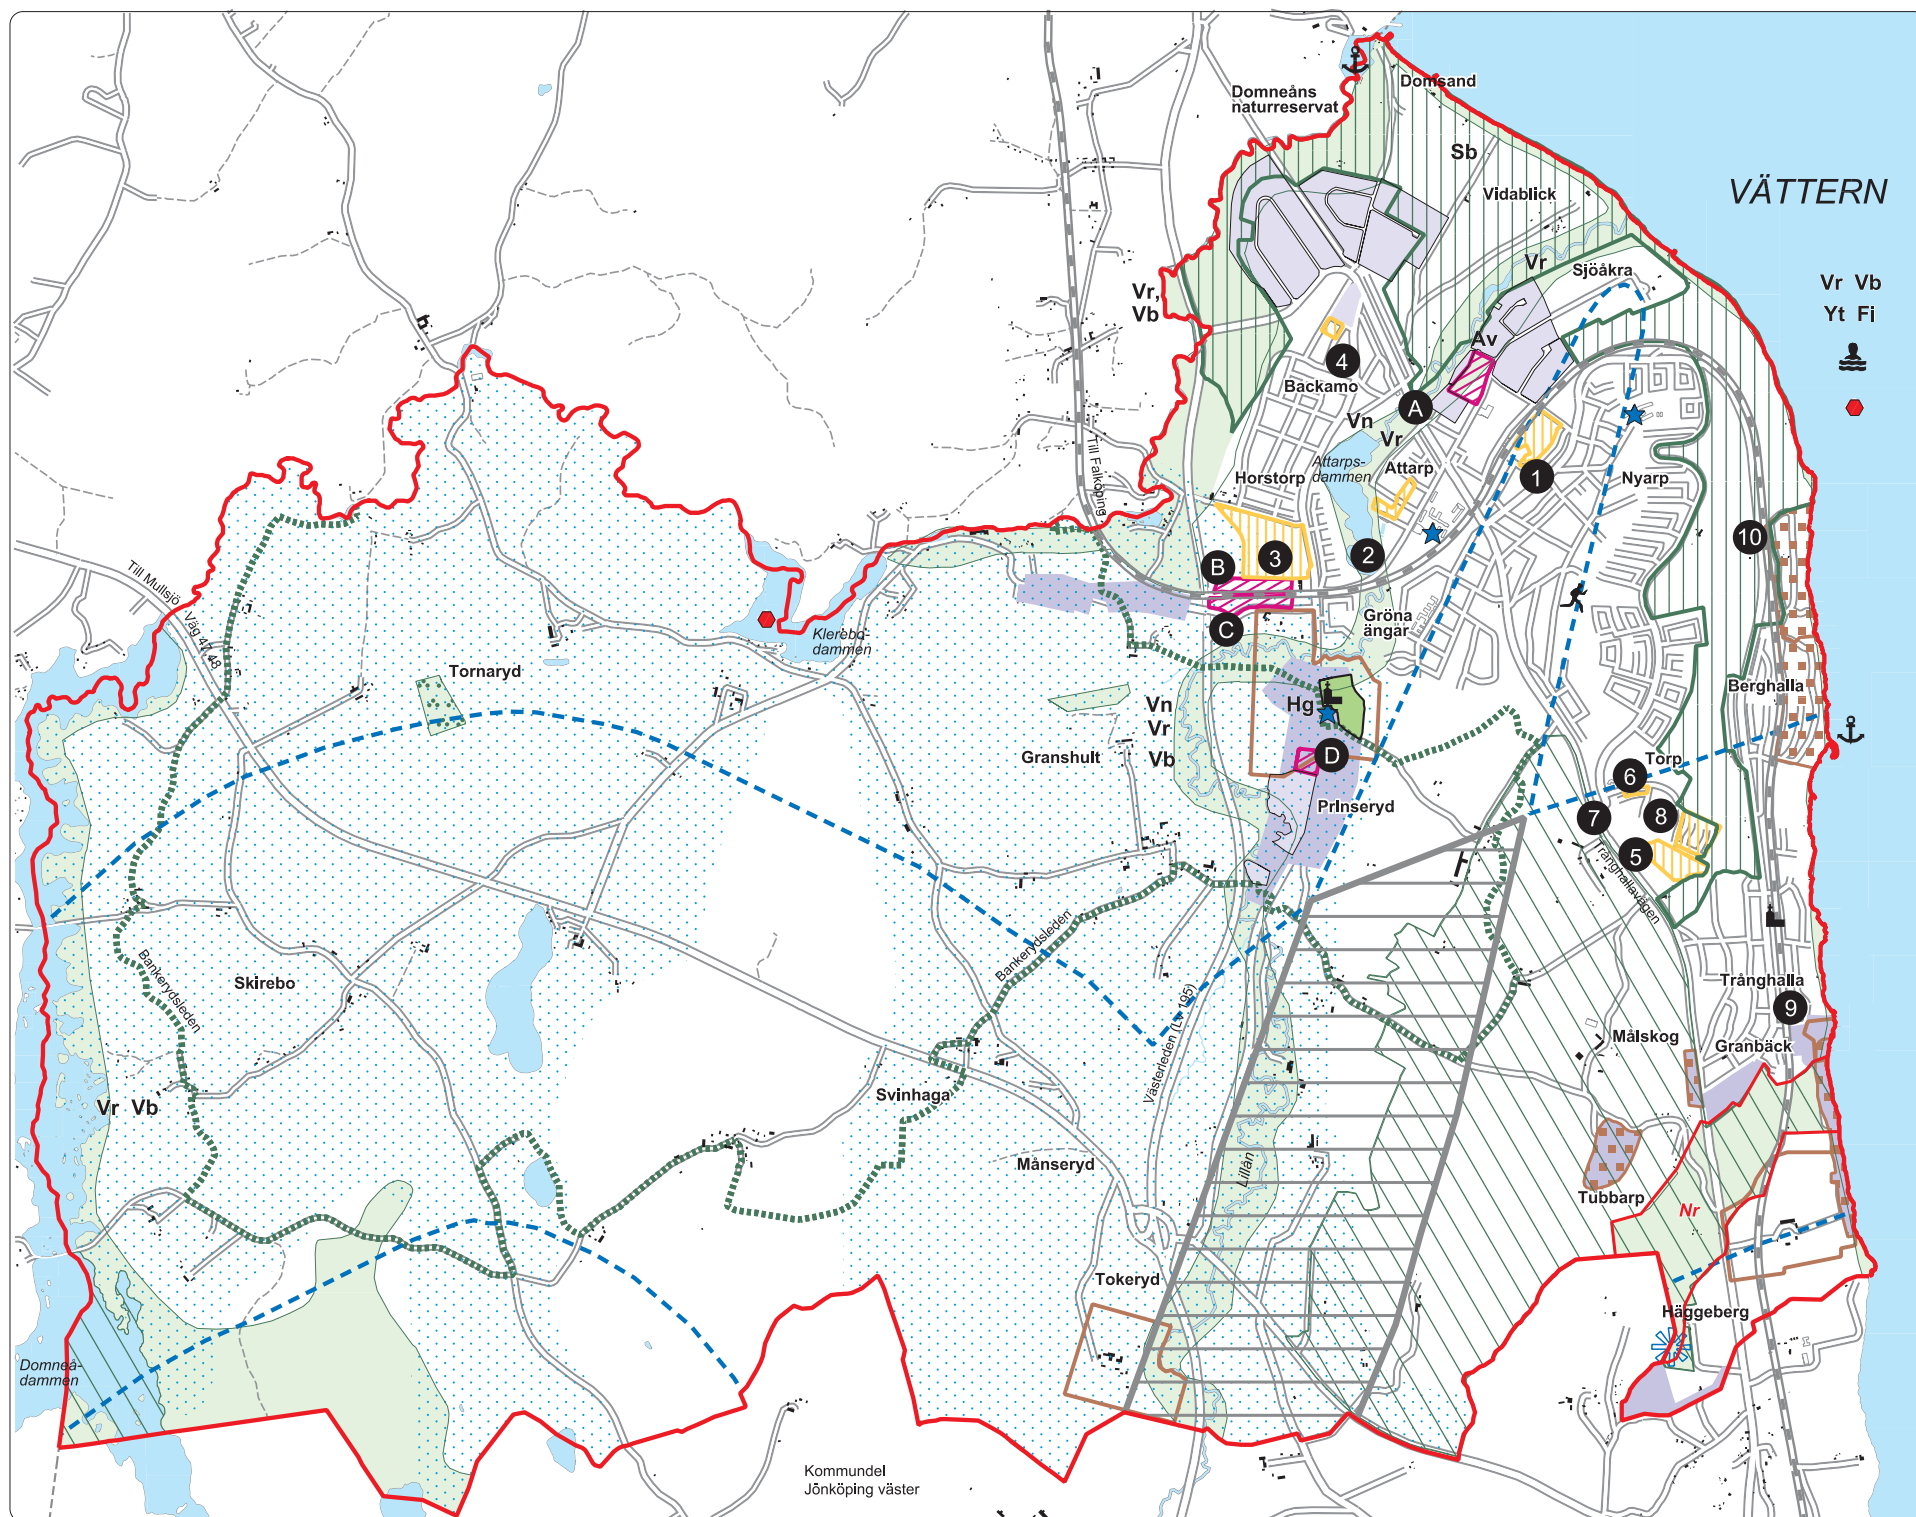 Domneåns
naturreservat
Domsand
Sb
VÄTTERN
Vidablick
Vr
Sjöåkra
Vr Vb
Yt Fi
Vr,
Vb
Av
4
Backamo
A
Vn
Vr
Till Falköping
Horstorp
Attarps-
dammen
Attarp
1
Nyarp
10
B
3
2
Till Mullsjö
Väg 47,48
C
Gröna
ängar
Klerebo-
dammen
Tornaryd
Berghalla
Vn
Hg
Vr
Granshult
Vb
D
Torp
6
Prinseryd
7
8
5
Trånghallavägen
Bankerydsleden
Bankerydsleden
Skirebo
Trånghalla
9
Västerleden (Lv 195)
Målskog
Granbäck
Svinhaga
Vr Vb
Månseryd
Lillån
Tubbarp
Nr
Tokeryd
Häggeberg
Domneå-
dammen
Kommundel
Jönköping väster